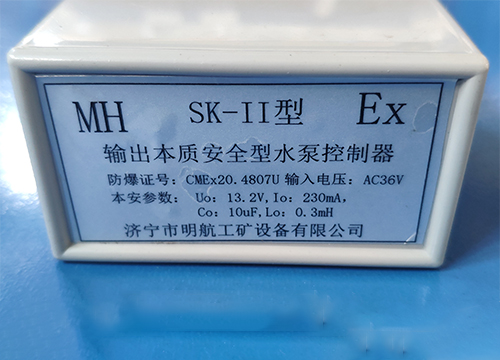 MH SK-II型 Ex
输出本质安全型水泵控制器
防爆证号：CMEx20.4807U 输入电压：AC36V
本安参数： Uo：13.2V,Io：230mA,
Co：10uF,Lo：0.3mH
济宁市明航工矿设备有限公司